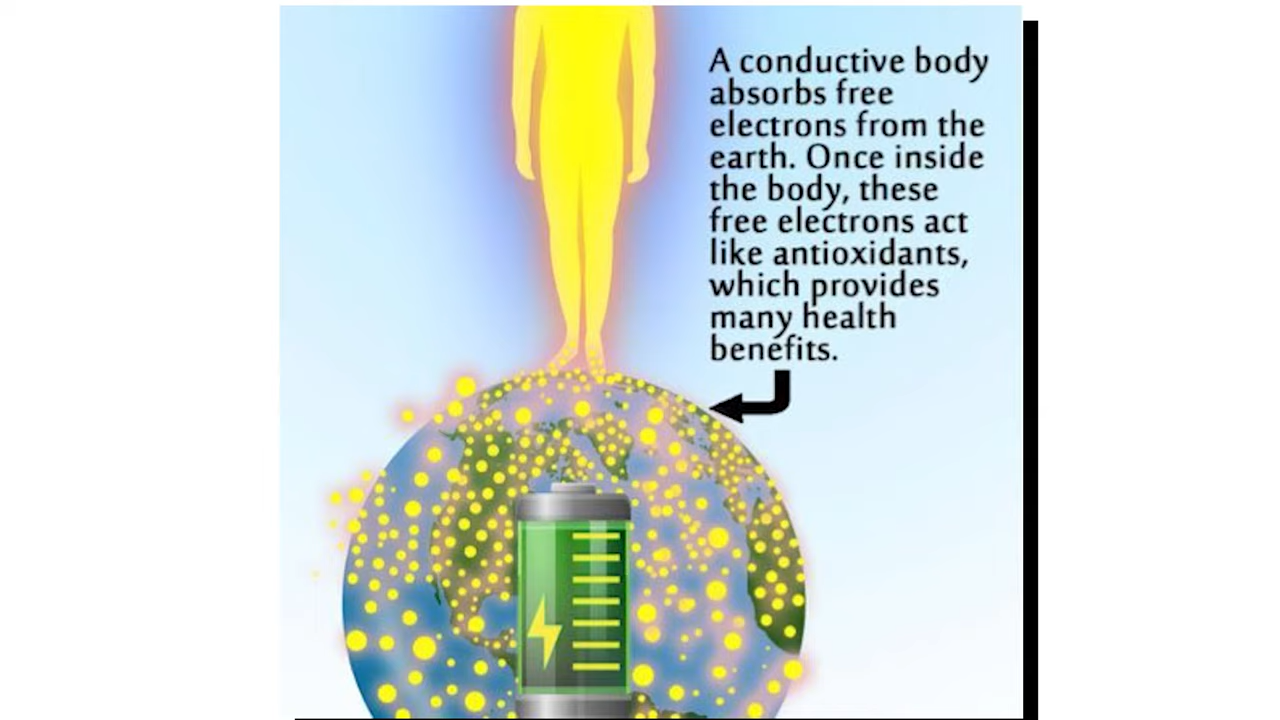 A conductive body
absorbs free
electrons from the
earth. Once inside
the body, these
free electrons act
like antioxidants,
which provides
many health
benefits.